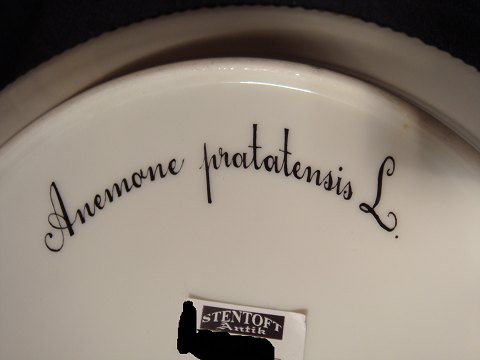 Anemone pratatensis L.
STENTOFT
Antik